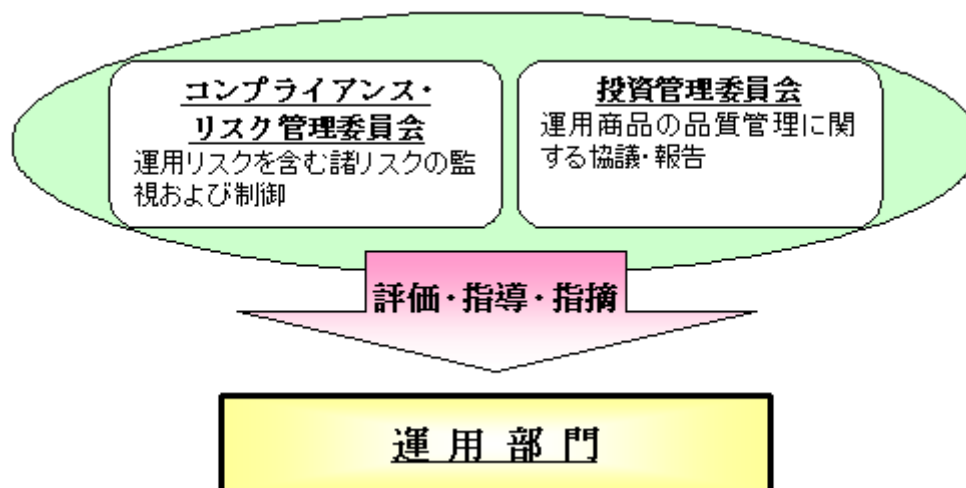 コンプライアンス・
リスク管理委員会
運用リスクを含む諸リスクの監
視および制御
投資管理委員会
運用商品の品質管理に関
する協議・報告
評価・指導・指摘
運用部門